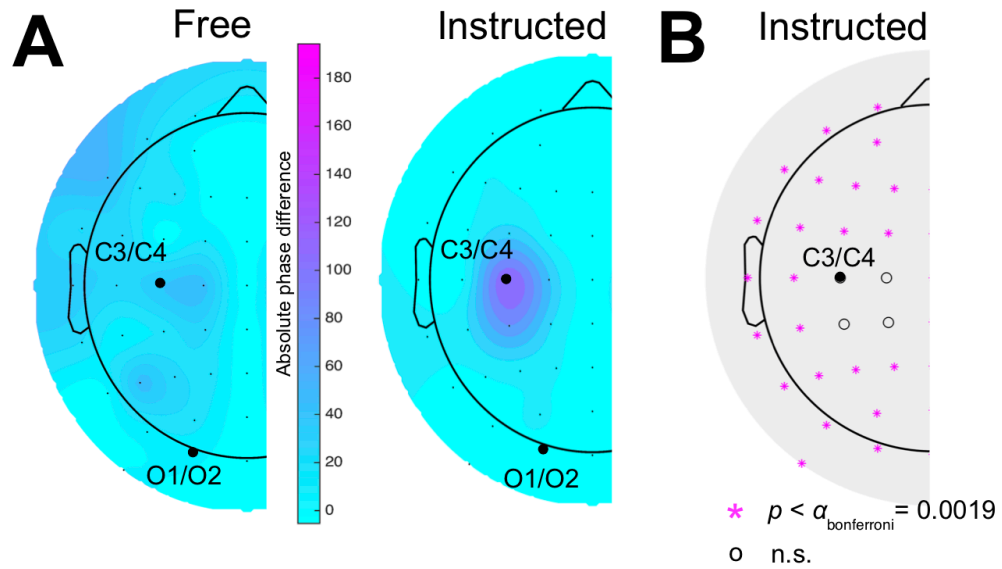 A
Free
Instructed
B
Instructed
Absolute phase difference
180
160
140
120
100
80
60
40
20
0
C3/C4
O1/O2
C3/C4
O1/O2
C3/C4
* p < α bonferroni = 0.0019
o n.s.